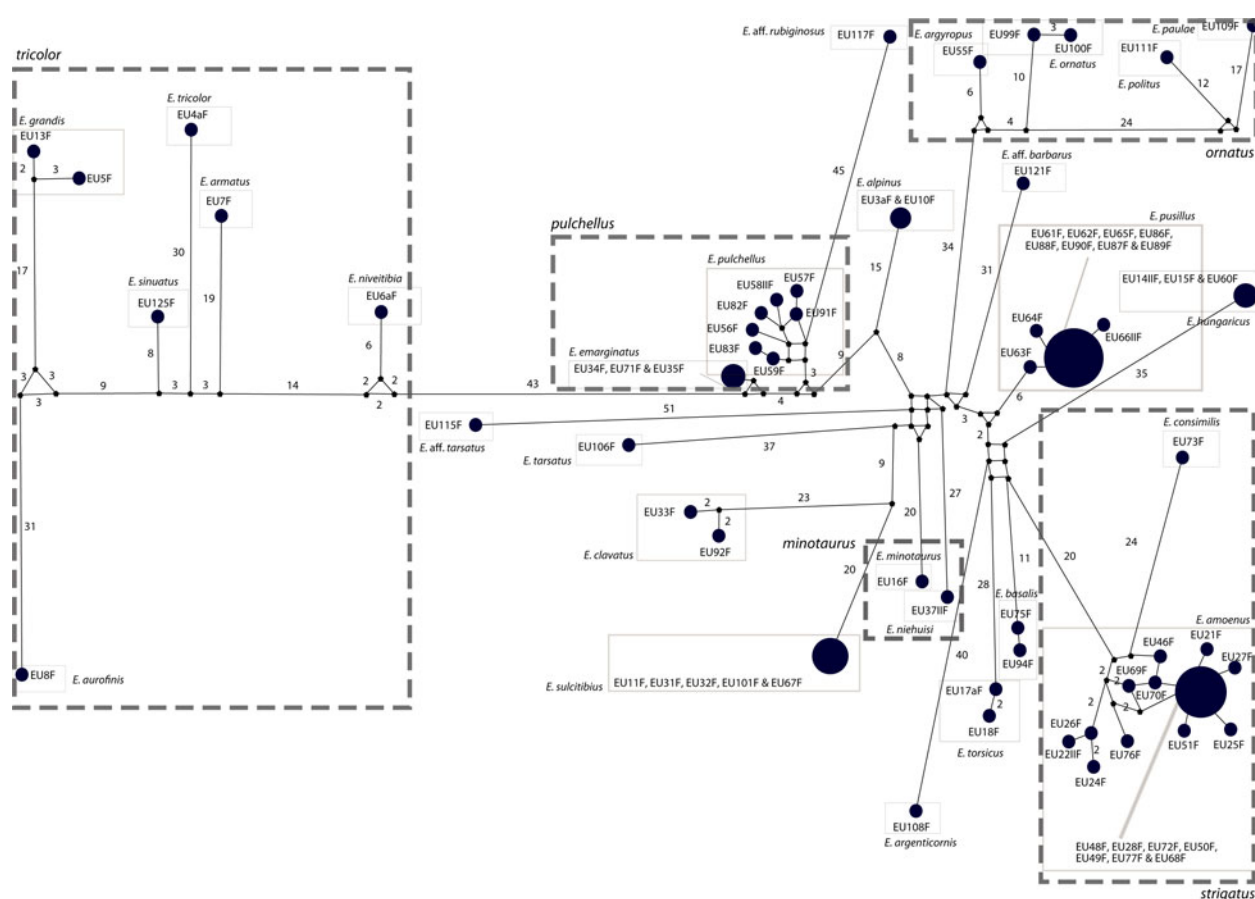 tricolor
E. grandis
EU13F
2
3
EU5F
17
E. tricolor
EU4aF
30
E. armatus
EU7F
19
E. sinuatus
EU125F
8
E. niveitibia
EU6aF
6
3
3
3
9
3
3
14
2
2
2
43
31
EU8F
E. aurofinis
E. aff. rubiginosus
EU117F
45
E. argyropus
EU55F
6
EU99F
3
EU100F
E. ornatus
10
4
24
E. paulae
EU109F
EU111F
E. politus
12
17
ornatus
E. aff. barbarus
EU121F
31
34
E. alpinus
EU3aF & EU10F
15
8
9
pulchellus
E. pulchellus
EU57F
EU58IIF
EU82F
EU91F
EU56F
EU83F
EU59F
3
E. emarginatus
EU34F, EU71F & EU35F
4
E. pusillus
EU61F, EU62F, EU65F, EU86F,
EU88F, EU90F, EU87F & EU89F
EU14IIF, EU15F & EU60F
E. hungaricus
EU64F
EU66IIF
EU63F
6
35
3
2
51
EU115F
E. aff. tarsatus
E. tarsatus
EU106F
37
9
23
EU33F
2
2
EU92F
E. clavatus
20
27
minotaurus
E. minotaurus
EU16F
EU37IIF
E. niehuisi
20
E. sulcitibius
EU11F, EU31F, EU32F, EU101F & EU67F
40
28
11
E. basalis
EU75F
EU94F
EU17aF
2
EU18F
E. torsicus
EU108F
E. argenticornis
20
E. consimilis
EU73F
24
E. amoenus
EU46F
EU21F
EU27F
EU69F
EU70F
2
2
2
2
EU26F
EU22IIF
2
EU24F
EU76F
EU51F
EU25F
EU48F, EU28F, EU72F, EU50F,
EU49F, EU77F & EU68F
strigatus